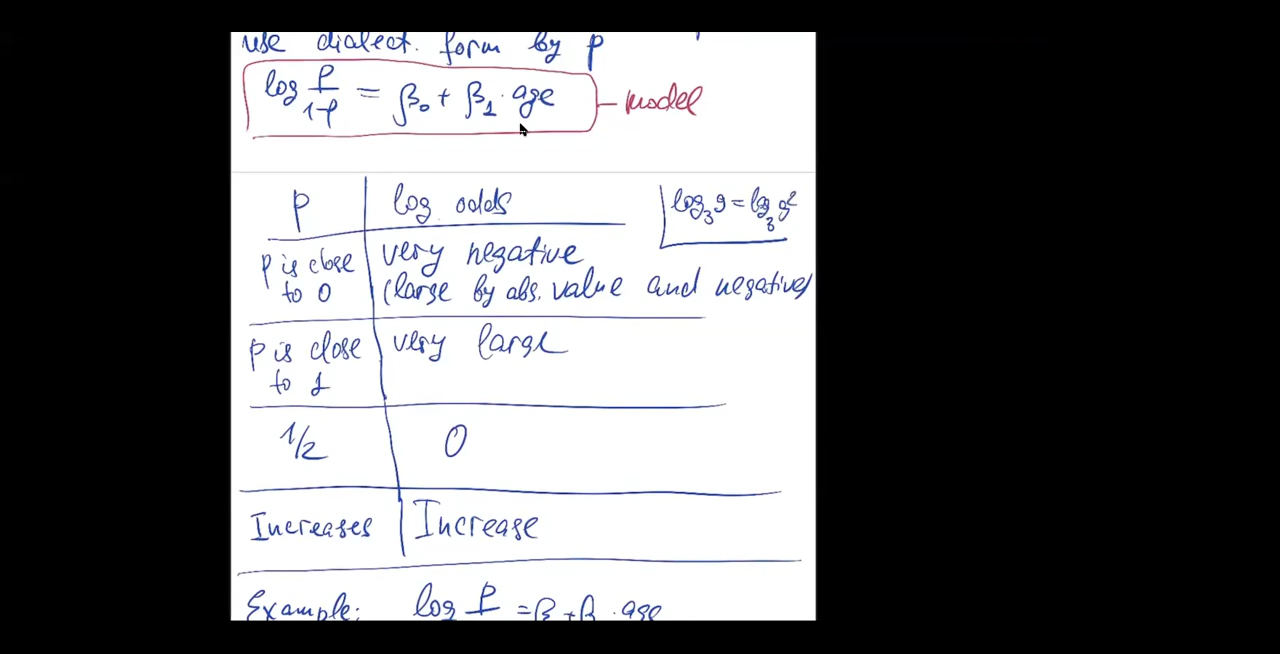 use dialect. form by p
log p/1-p = β₀ + β₁ · age - model
p | log odds
log₃ 9 = log₃ 3²
p is close to 0 | very negative (large by abs. value and negative)
p is close to 1 | very large
1/2 | 0
Increases | Increase
Example: log p = β + β · age